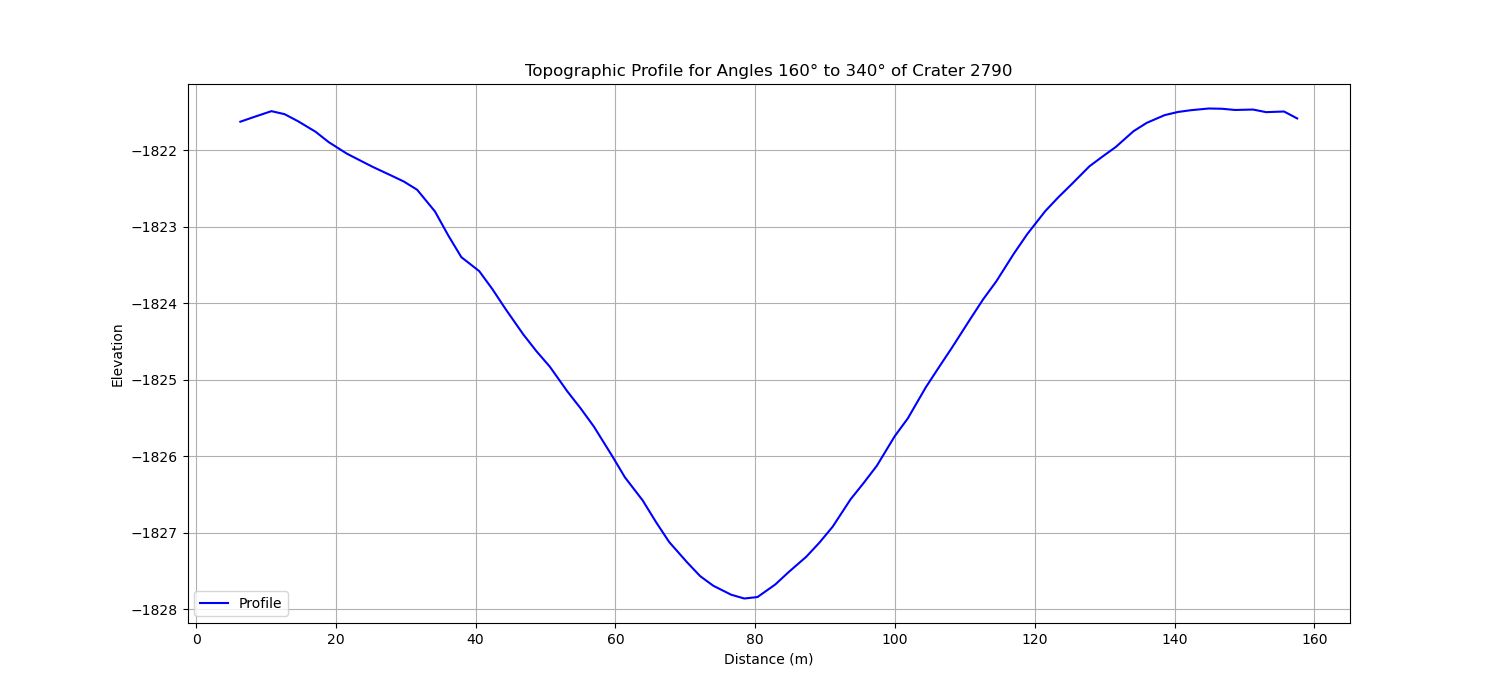 Topographic Profile for Angles 160° to 340° of Crater 2790
Elevation
−1822
−1823
−1824
−1825
−1826
−1827
−1828
Profile
0 20 40 60 80 100 120 140 160
Distance (m)